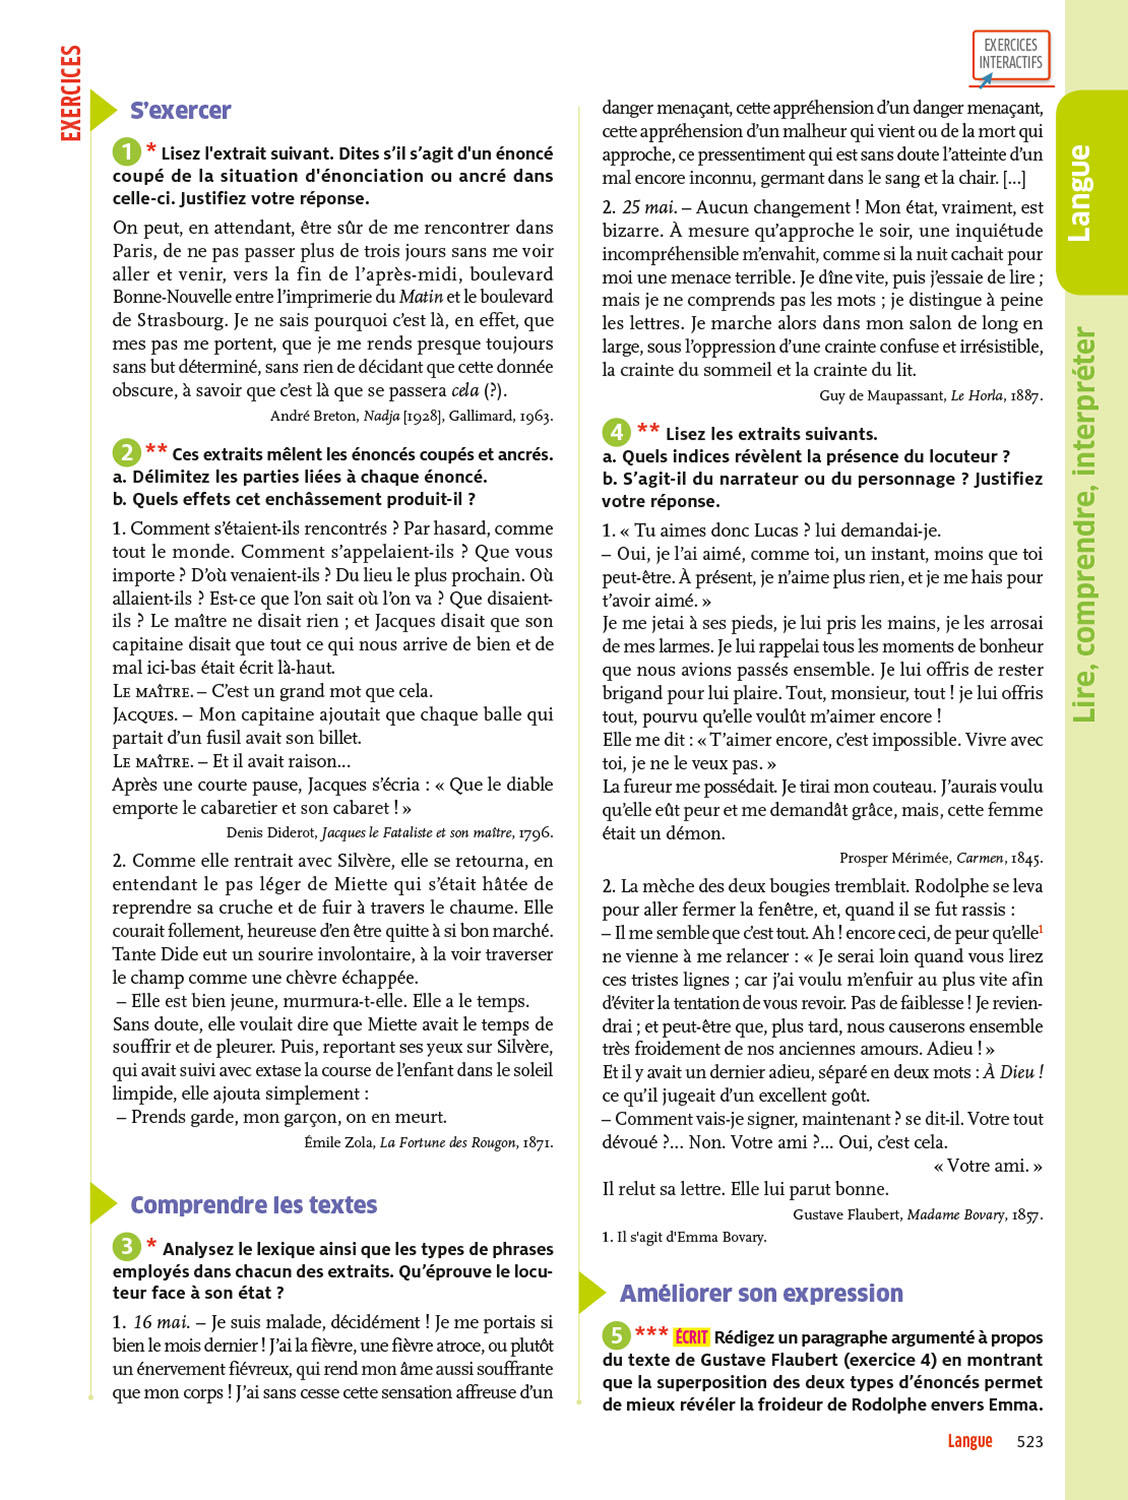 EXERCICES
EXERCICES
INTERACTIFS
S'exercer
1 * Lisez l'extrait suivant. Dites s'il s'agit d'un énoncé
coupé de la situation d'énonciation ou ancré dans
celle-ci. Justifiez votre réponse.
On peut, en attendant, être sûr de me rencontrer dans
Paris, de ne pas passer plus de trois jours sans me voir
aller et venir, vers la fin de l'après-midi, boulevard
Bonne-Nouvelle entre l'imprimerie du Matin et le boulevard
de Strasbourg. Je ne sais pourquoi c'est là, en effet, que
mes pas me portent, que je me rends presque toujours
sans but déterminé, sans rien de décidant que cette donnée
obscure, à savoir que c'est là que se passera cela (?).
André Breton, Nadja [1928], Gallimard, 1963.
2 ** Ces extraits mêlent les énoncés coupés et ancrés.
a. Délimitez les parties liées à chaque énoncé.
b. Quels effets cet enchâssement produit-il ?
1. Comment s'étaient-ils rencontrés ? Par hasard, comme
tout le monde. Comment s'appelaient-ils ? Que vous
importe ? D'où venaient-ils ? Du lieu le plus prochain. Où
allaient-ils ? Est-ce que l'on sait où l'on va ? Que disaient-
ils ? Le maître ne disait rien ; et Jacques disait que son
capitaine disait que tout ce qui nous arrive de bien et de
mal ici-bas était écrit là-haut.
LE MAÎTRE. – C'est un grand mot que cela.
JACQUES. – Mon capitaine ajoutait que chaque balle qui
partait d'un fusil avait son billet.
LE MAÎTRE. – Et il avait raison...
Après une courte pause, Jacques s'écria : « Que le diable
emporte le cabaretier et son cabaret ! »
Denis Diderot, Jacques le Fataliste et son maître, 1796.
2. Comme elle rentrait avec Silvère, elle se retourna, en
entendant le pas léger de Miette qui s'était hâtée de
reprendre sa cruche et de fuir à travers le chaume. Elle
courait follement, heureuse d'en être quitte à si bon marché.
Tante Dide eut un sourire involontaire, à la voir traverser
le champ comme une chèvre échappée.
– Elle est bien jeune, murmura-t-elle. Elle a le temps.
Sans doute, elle voulait dire que Miette avait le temps de
souffrir et de pleurer. Puis, reportant ses yeux sur Silvère,
qui avait suivi avec extase la course de l'enfant dans le soleil
limpide, elle ajouta simplement :
– Prends garde, mon garçon, on en meurt.
Émile Zola, La Fortune des Rougon, 1871.
Comprendre les textes
3 * Analysez le lexique ainsi que les types de phrases
employés dans chacun des extraits. Qu'éprouve le locu-
teur face à son état ?
1. 16 mai. – Je suis malade, décidément ! Je me portais si
bien le mois dernier ! J'ai la fièvre, une fièvre atroce, ou plutôt
un énervement fiévreux, qui rend mon âme aussi souffrante
que mon corps ! J'ai sans cesse cette sensation affreuse d'un
danger menaçant, cette appréhension d'un danger menaçant,
cette appréhension d'un malheur qui vient ou de la mort qui
approche, ce pressentiment qui est sans doute l'atteinte d'un
mal encore inconnu, germant dans le sang et la chair. [...]
2. 25 mai. – Aucun changement ! Mon état, vraiment, est
bizarre. À mesure qu'approche le soir, une inquiétude
incompréhensible m'envahit, comme si la nuit cachait pour
moi une menace terrible. Je dîne vite, puis j'essaie de lire ;
mais je ne comprends pas les mots ; je distingue à peine
les lettres. Je marche alors dans mon salon de long en
large, sous l'oppression d'une crainte confuse et irrésistible,
la crainte du sommeil et la crainte du lit.
Guy de Maupassant, Le Horla, 1887.
4 ** Lisez les extraits suivants.
a. Quels indices révèlent la présence du locuteur ?
b. S'agit-il du narrateur ou du personnage ? Justifiez
votre réponse.
1. « Tu aimes donc Lucas ? lui demandai-je.
– Oui, je l'ai aimé, comme toi, un instant, moins que toi
peut-être. À présent, je n'aime plus rien, et je me hais pour
t'avoir aimé. »
Je me jetai à ses pieds, je lui pris les mains, je les arrosai
de mes larmes. Je lui rappelai tous les moments de bonheur
que nous avions passés ensemble. Je lui offris de rester
brigand pour lui plaire. Tout, monsieur, tout ! je lui offris
tout, pourvu qu'elle voulût m'aimer encore !
Elle me dit : « T'aimer encore, c'est impossible. Vivre avec
toi, je ne le veux pas. »
La fureur me possédait. Je tirai mon couteau. J'aurais voulu
qu'elle eût peur et me demandât grâce, mais, cette femme
était un démon.
Prosper Mérimée, Carmen, 1845.
2. La mèche des deux bougies tremblait. Rodolphe se leva
pour aller fermer la fenêtre, et, quand il se fut rassis :
– Il me semble que c'est tout. Ah ! encore ceci, de peur qu'elle1
ne vienne à me relancer : « Je serai loin quand vous lirez
ces tristes lignes ; car j'ai voulu m'enfuir au plus vite afin
d'éviter la tentation de vous revoir. Pas de faiblesse ! Je revien-
drai ; et peut-être que, plus tard, nous causerons ensemble
très froidement de nos anciennes amours. Adieu ! »
Et il y avait un dernier adieu, séparé en deux mots : À Dieu !
ce qu'il jugeait d'un excellent goût.
– Comment vais-je signer, maintenant ? se dit-il. Votre tout
dévoué ?... Non. Votre ami ?... Oui, c'est cela.
« Votre ami. »
Il relut sa lettre. Elle lui parut bonne.
Gustave Flaubert, Madame Bovary, 1857.
1. Il s'agit d'Emma Bovary.
Améliorer son expression
5 *** ÉCRIT Rédigez un paragraphe argumenté à propos
du texte de Gustave Flaubert (exercice 4) en montrant
que la superposition des deux types d'énoncés permet
de mieux révéler la froideur de Rodolphe envers Emma.
Langue
Lire, comprendre, interpréter
Langue 523